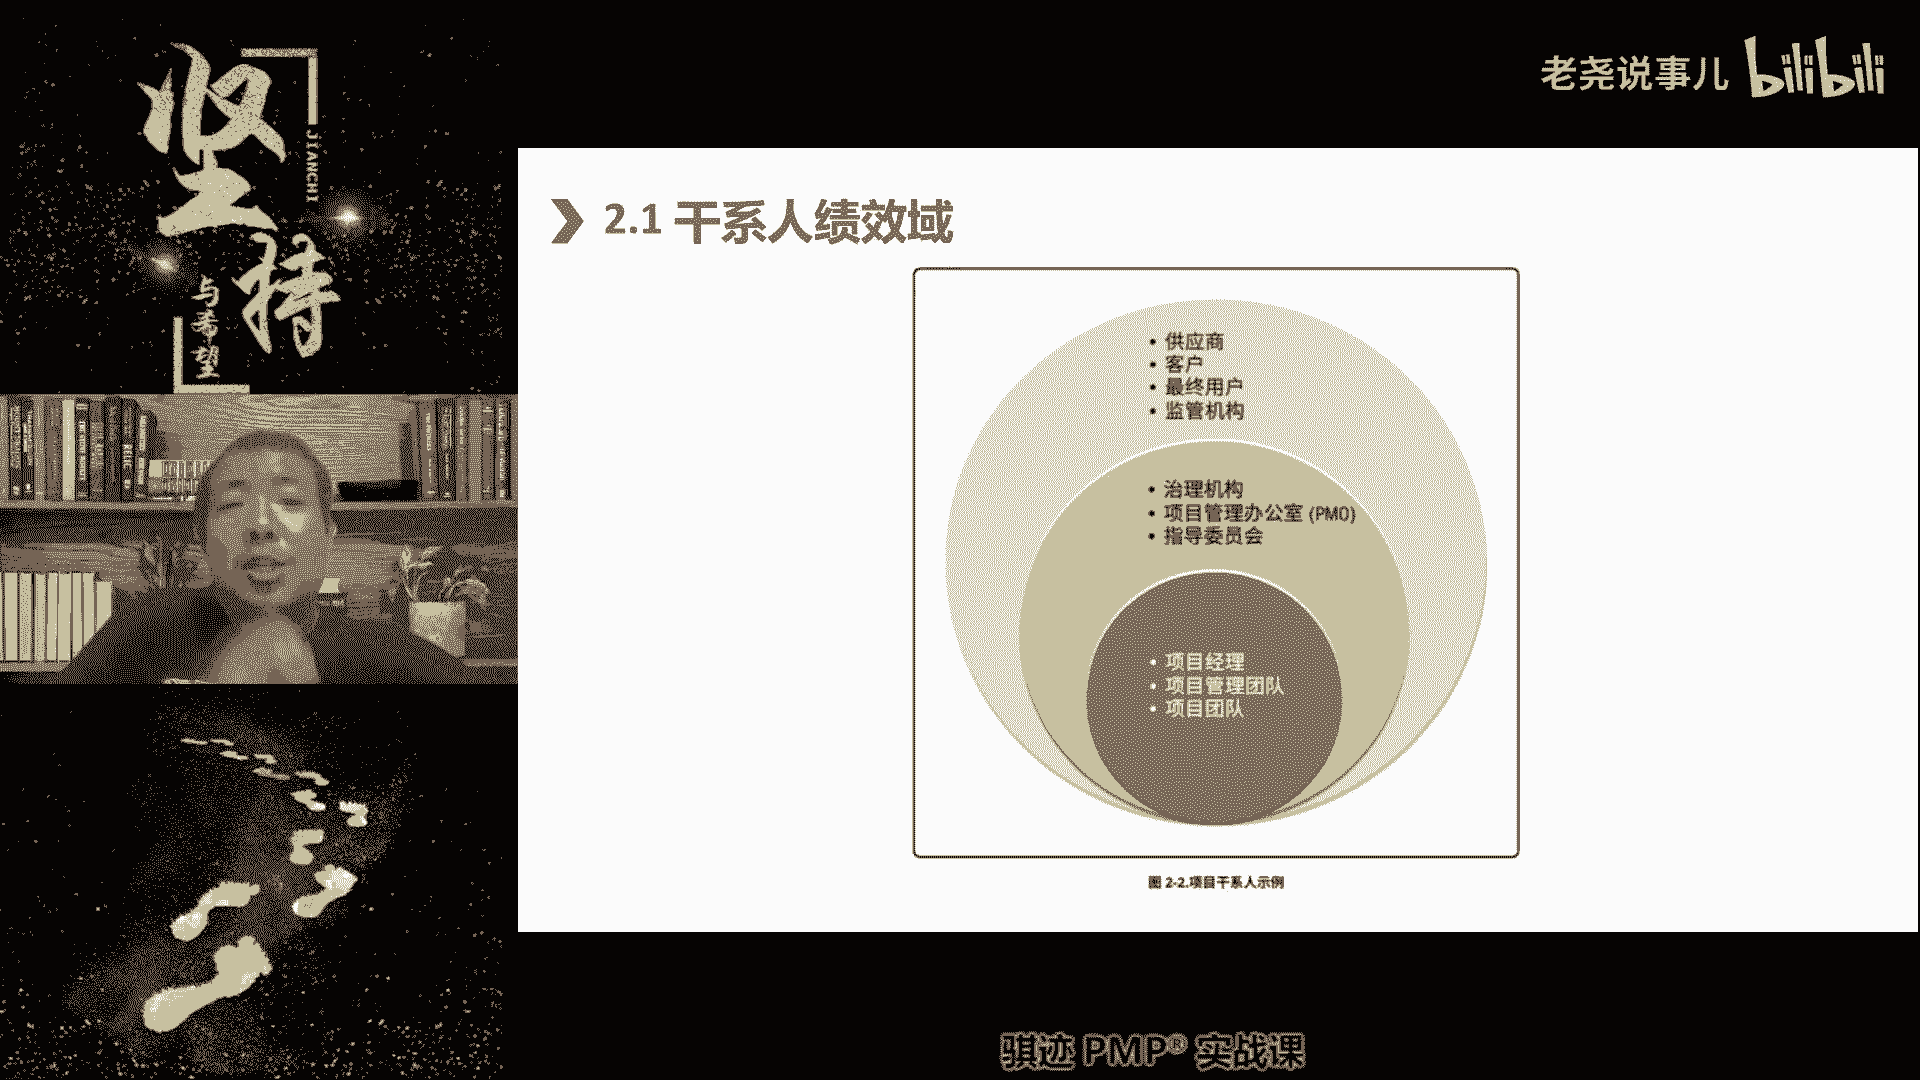 坚持
JIANCHI
与希望
老尧说事儿 bilibili
2.1 干系人绩效域
• 供应商
• 客户
• 最终用户
• 监管机构
• 治理机构
• 项目管理办公室 (PMO)
• 指导委员会
• 项目经理
• 项目管理团队
• 项目团队
图 2-2.项目干系人示例
骐迹 PMP® 实战课